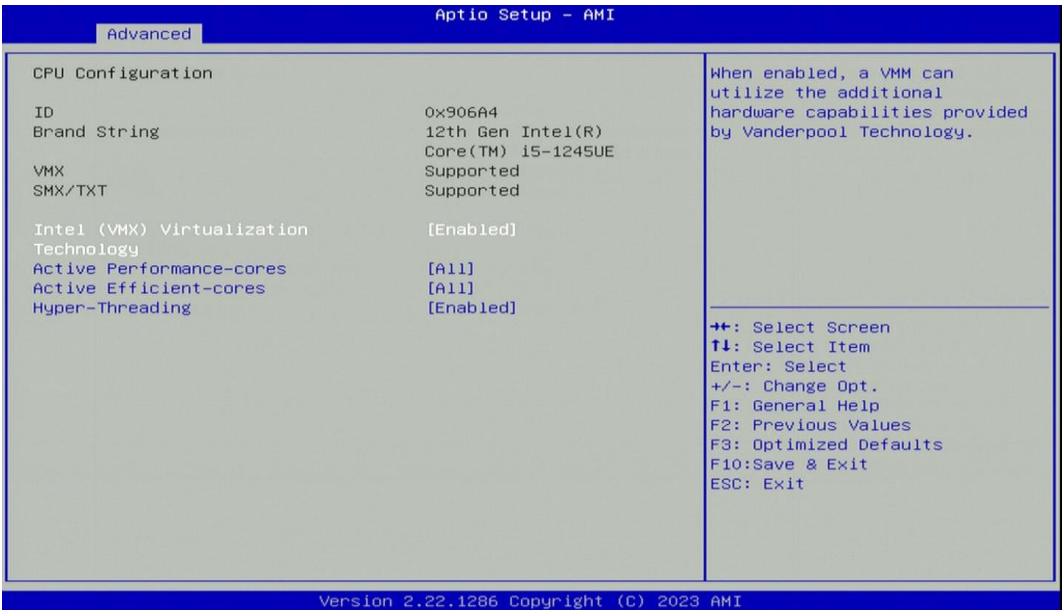 Aptio Setup - AMI
Advanced
CPU Configuration
ID 0x906A4
Brand String 12th Gen Intel(R)
Core(TM) i5-1245UE
VMX Supported
SMX/TXT Supported
Intel (VMX) Virtualization [Enabled]
Technology
Active Performance-cores [All]
Active Efficient-cores [All]
Hyper-Threading [Enabled]
When enabled, a VMM can
utilize the additional
hardware capabilities provided
by Vanderpool Technology.
→←: Select Screen
↑↓: Select Item
Enter: Select
+/-: Change Opt.
F1: General Help
F2: Previous Values
F3: Optimized Defaults
F10:Save & Exit
ESC: Exit
Version 2.22.1286 Copyright (C) 2023 AMI